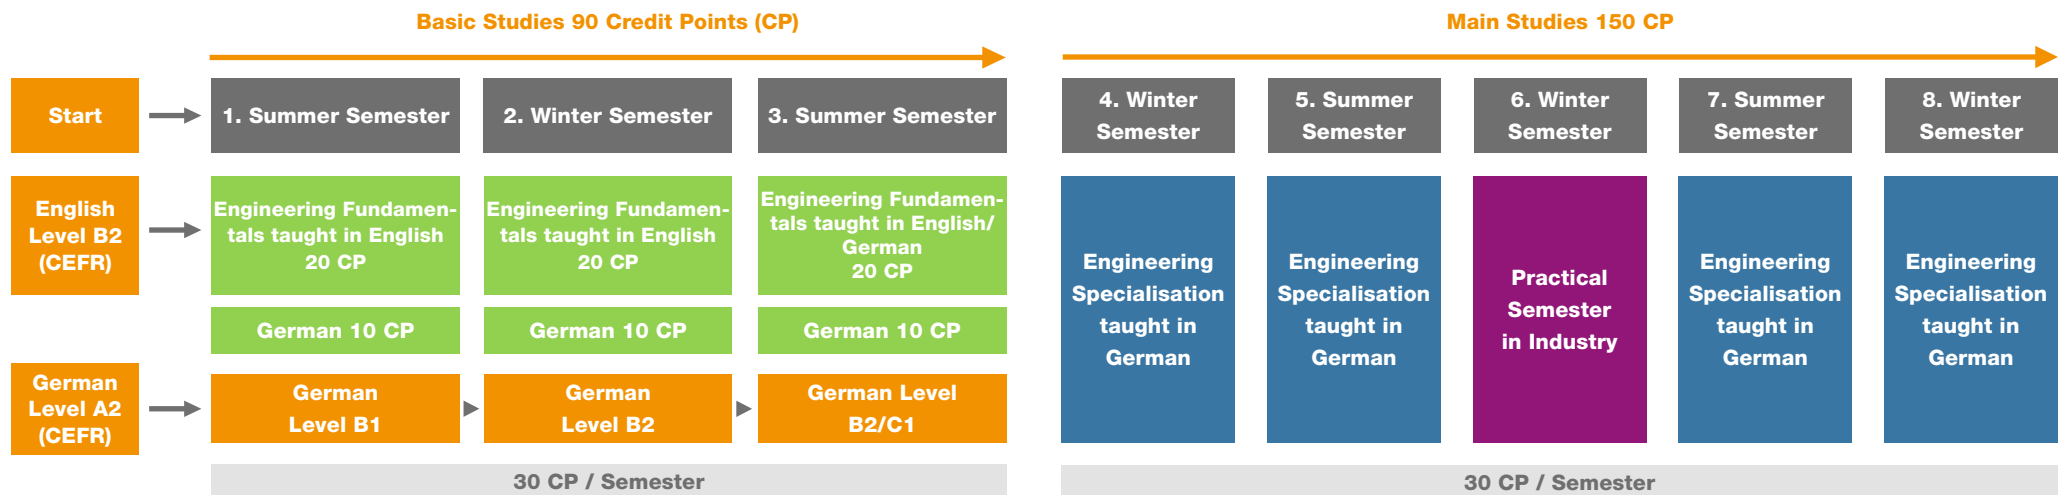 Basic Studies 90 Credit Points (CP)
Main Studies 150 CP
Start
1. Summer Semester
2. Winter Semester
3. Summer Semester
4. Winter
Semester
5. Summer
Semester
6. Winter
Semester
7. Summer
Semester
8. Winter
Semester
English
Level B2
(CEFR)
Engineering Fundamen-
tals taught in English
20 CP
Engineering Fundamen-
tals taught in English
20 CP
Engineering Fundamen-
tals taught in English/
German
20 CP
German 10 CP
German 10 CP
German 10 CP
German
Level A2
(CEFR)
German
Level B1
German
Level B2
German Level
B2/C1
Engineering
Specialisation
taught in
German
Engineering
Specialisation
taught in
German
Practical
Semester
in Industry
Engineering
Specialisation
taught in
German
Engineering
Specialisation
taught in
German
30 CP / Semester
30 CP / Semester